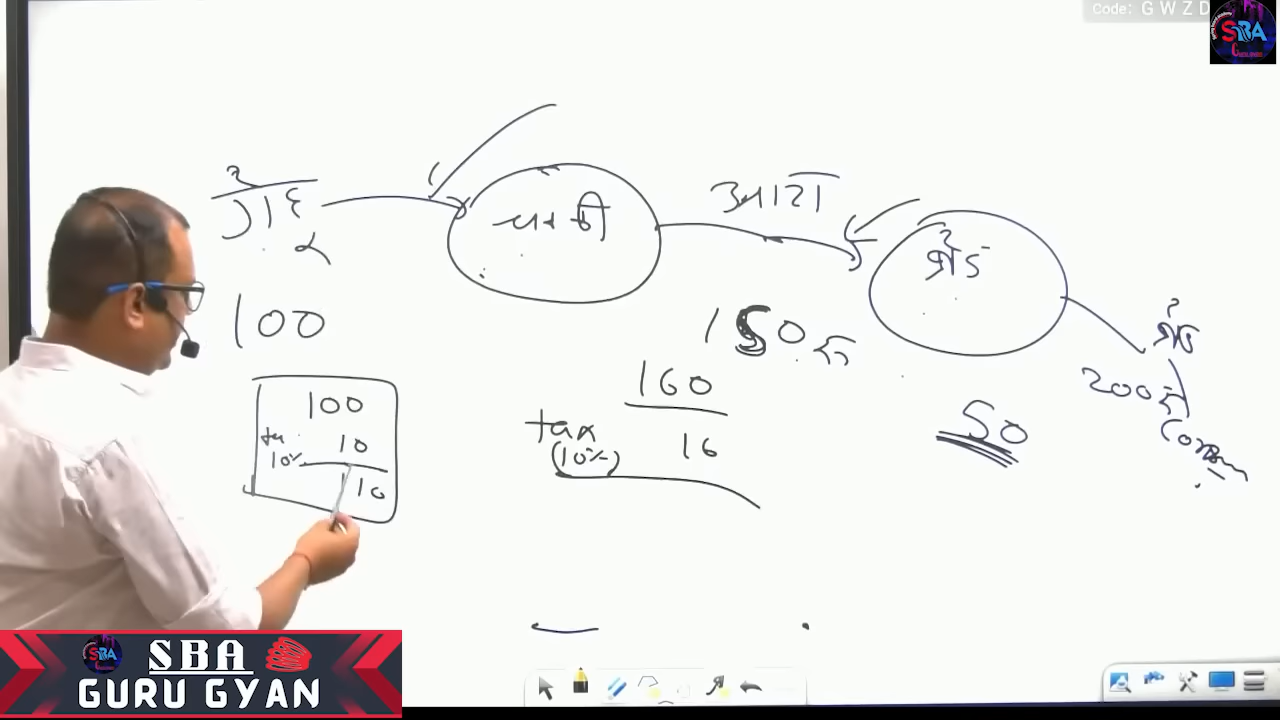 Code: G W Z D
SBA
गेहूँ
चक्की
आटा
ब्रेड
ब्रेड
100
150 रु
200 रु
100
tax 10% 10
110
160
tax (10%) 16
50
SBA
SBA
GURU GYAN